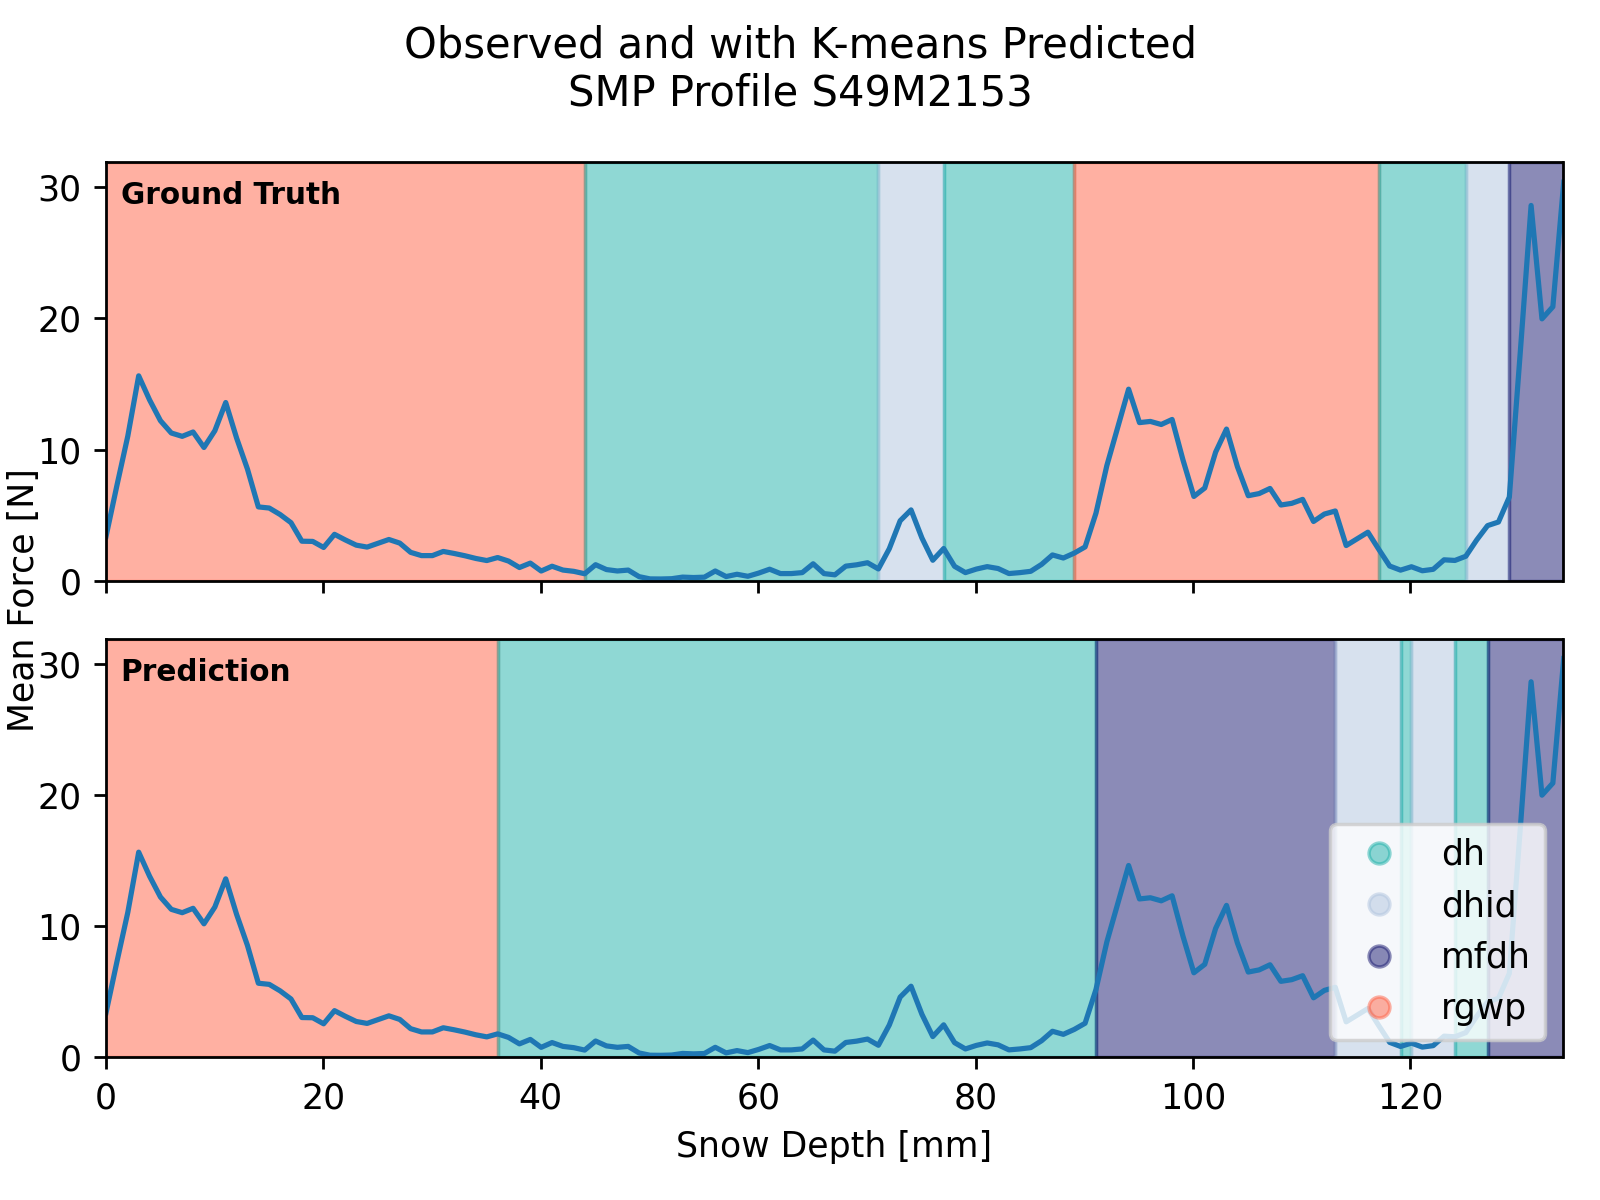 Observed and with K-means Predicted
SMP Profile S49M2153
Mean Force [N]
Ground Truth
30
20
10
0
Prediction
30
20
10
0
dh
dhid
mfdh
rgwp
0 20 40 60 80 100 120
Snow Depth [mm]